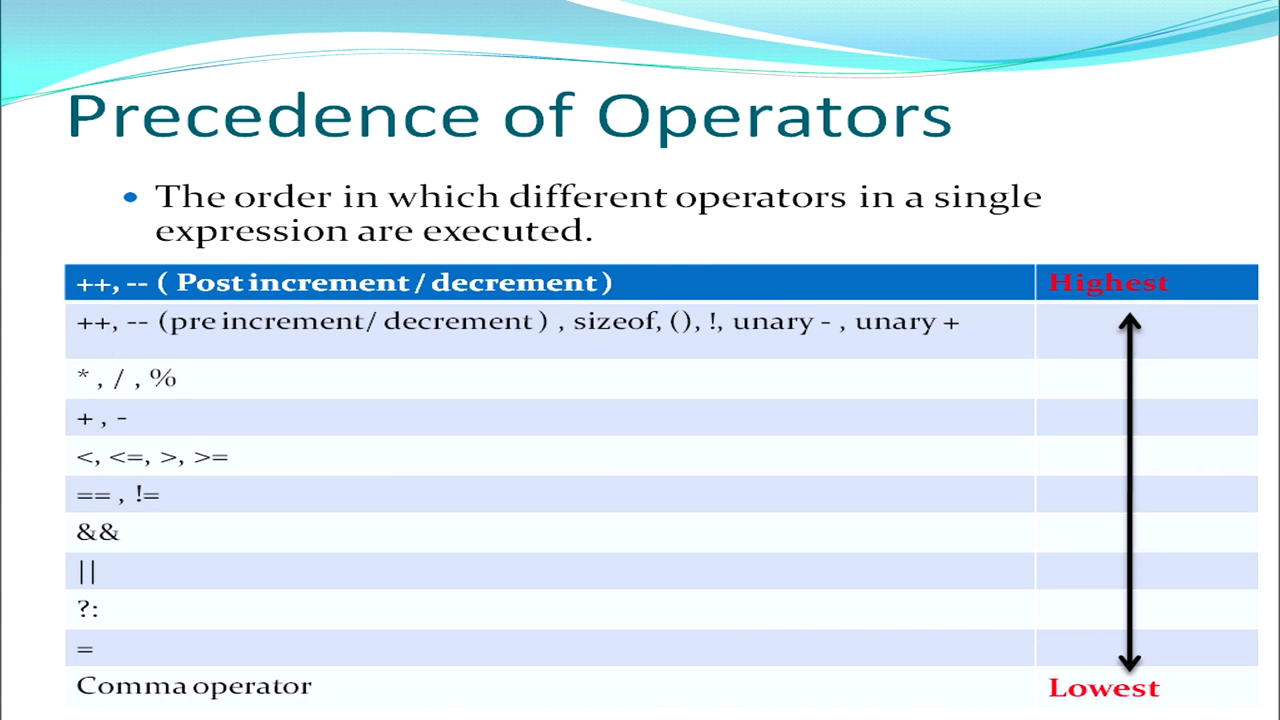 Precedence of Operators
• The order in which different operators in a single
expression are executed.
++, -- ( Post increment / decrement ) Highest
++, -- (pre increment/ decrement ) , sizeof, (), !, unary - , unary +
* , / , %
+ , -
<, <=, >, >=
== , !=
&&
||
?:
=
Comma operator Lowest